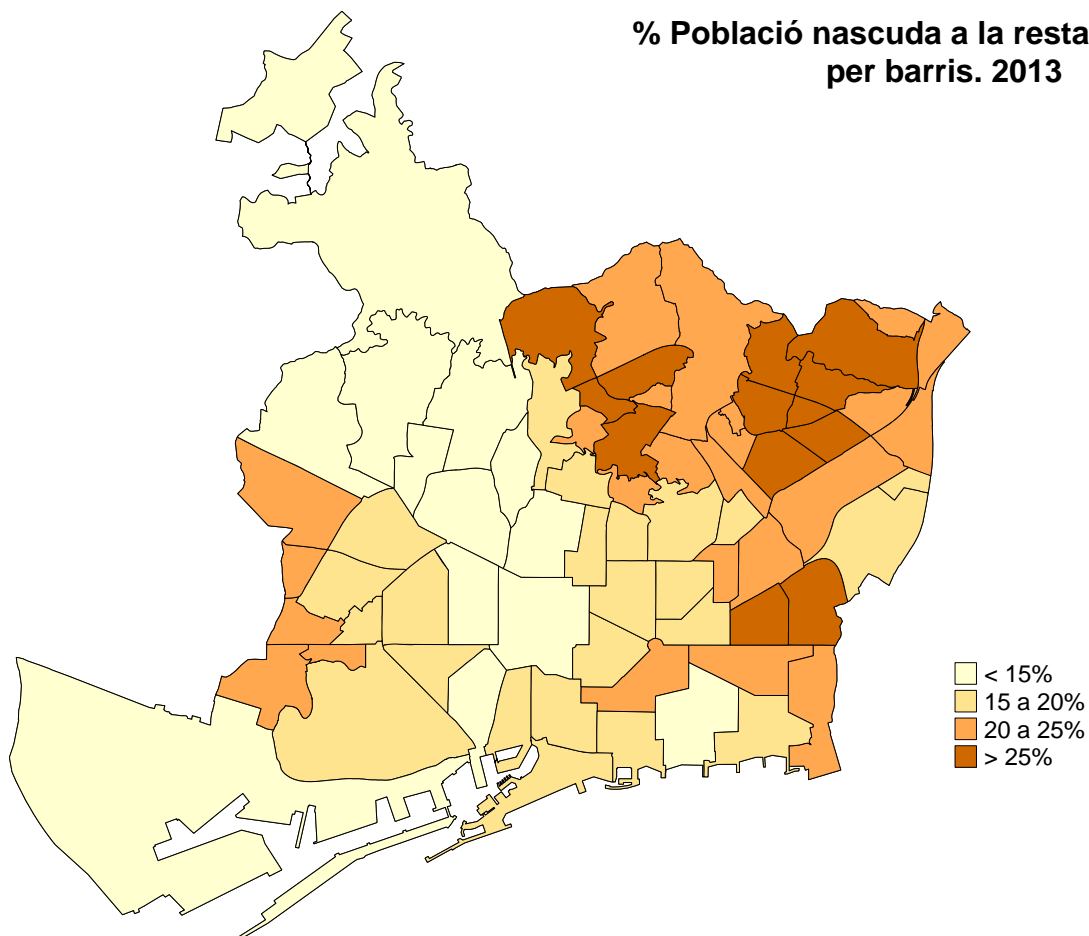 % Població nascuda a la resta
per barris. 2013
< 15%
15 a 20%
20 a 25%
> 25%